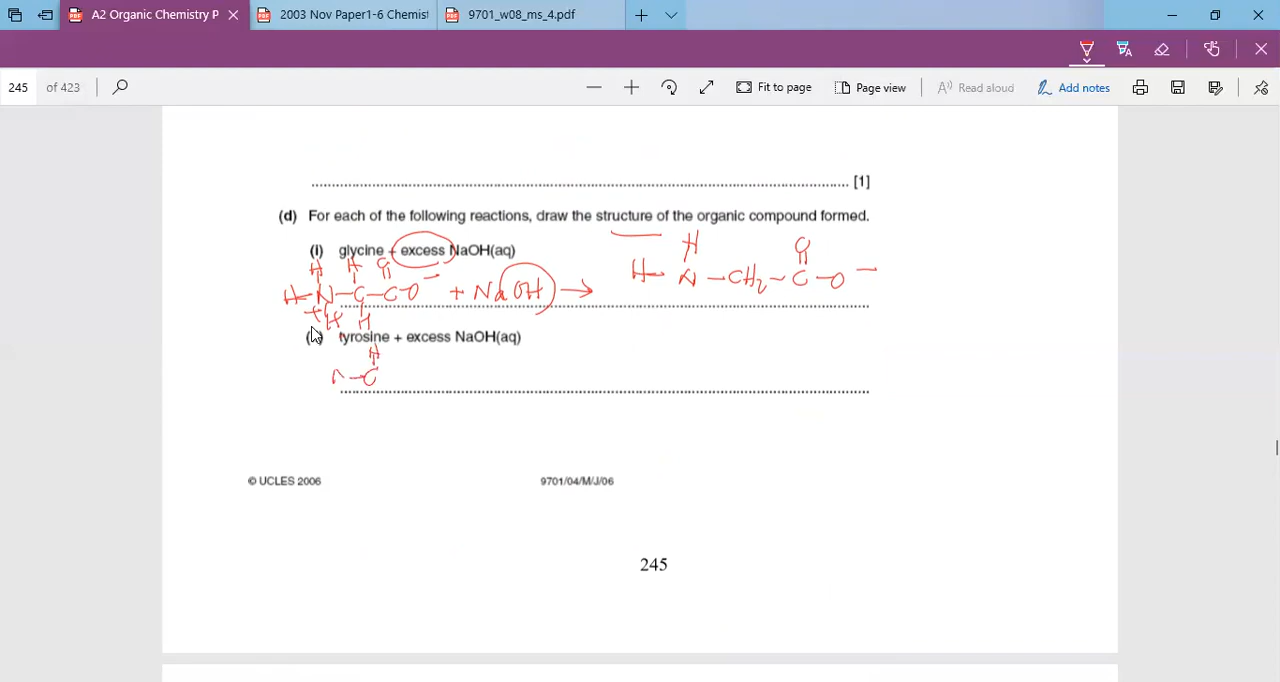 A2 Organic Chemistry P
2003 Nov Paper1-6 Chemist
9701_w08_ms_4.pdf
245 of 423
Fit to page
Page view
Read aloud
Add notes
[1]
(d) For each of the following reactions, draw the structure of the organic compound formed.
(i) glycine + excess NaOH(aq)
H H O H O
H-N-C-CO⁻ + NaOH → H-N-CH₂-C-O⁻
+ H H
tyrosine + excess NaOH(aq)
H
C
© UCLES 2006
9701/04/M/J/06
245